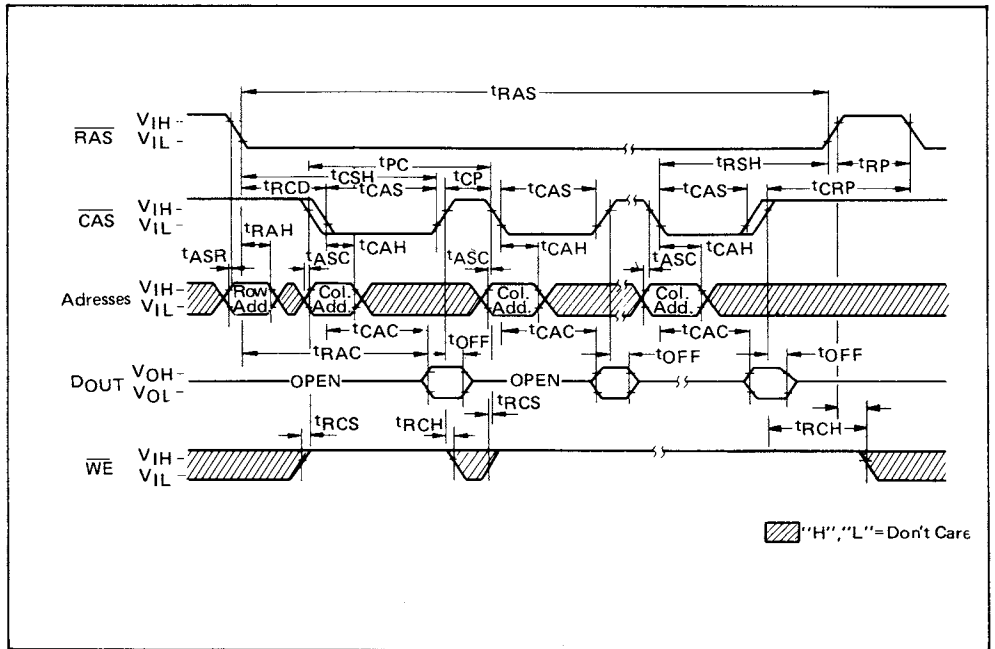 tRAS
RAS VIH
VIL
tPC
tCSH
tRCD tCAS tCP tCAS tRSH tCAS tRP
tCRP
CAS VIH
VIL
tASR tRAH tASC tCAH tASC tCAH tASC tCAH
Adresses VIH
VIL
Row Add. Col. Add. Col. Add. Col. Add.
tCAC tCAC tCAC
tRAC tOFF tOFF tOFF
DOUT VOH
VOL
OPEN OPEN
tRCS tRCH tRCS tRCH
WE VIH
VIL
"H","L"=Don't Care